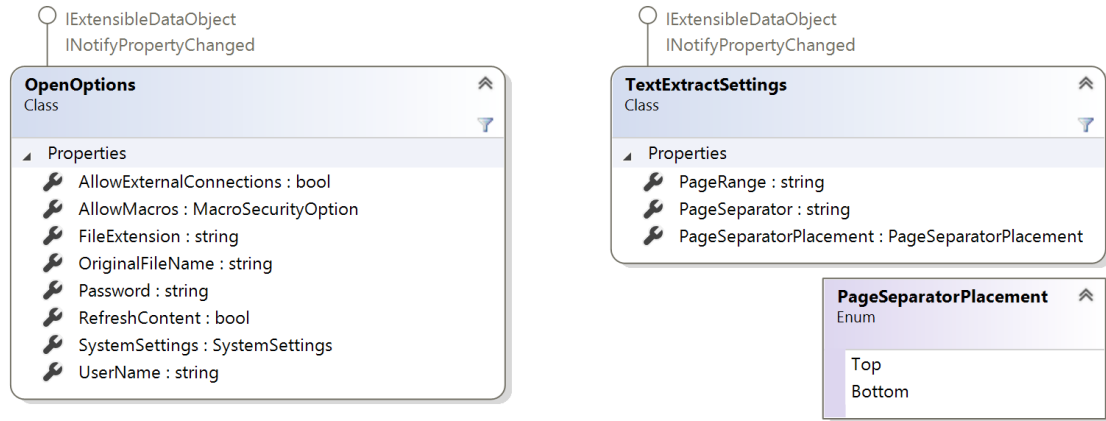 IExtensibleDataObject
INotifyPropertyChanged
OpenOptions
Class
Properties
AllowExternalConnections : bool
AllowMacros : MacroSecurityOption
FileExtension : string
OriginalFileName : string
Password : string
RefreshContent : bool
SystemSettings : SystemSettings
UserName : string
IExtensibleDataObject
INotifyPropertyChanged
TextExtractSettings
Class
Properties
PageRange : string
PageSeparator : string
PageSeparatorPlacement : PageSeparatorPlacement
PageSeparatorPlacement
Enum
Top
Bottom